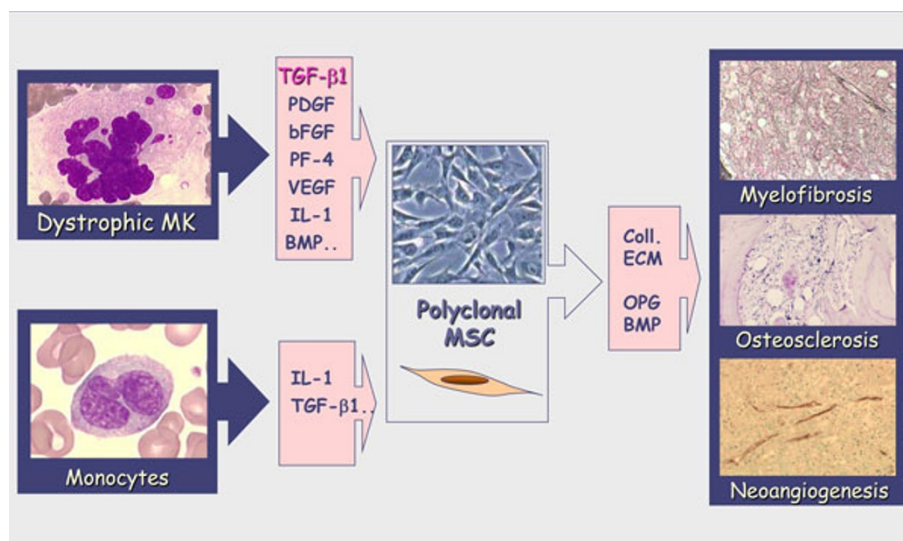 TGF-β1
PDGF
bFGF
PF-4
VEGF
IL-1
BMP..
Dystrophic MK
IL-1
TGF-β1..
Monocytes
Polyclonal
MSC
Coll.
ECM
OPG
BMP
Myelofibrosis
Osteosclerosis
Neoangiogenesis